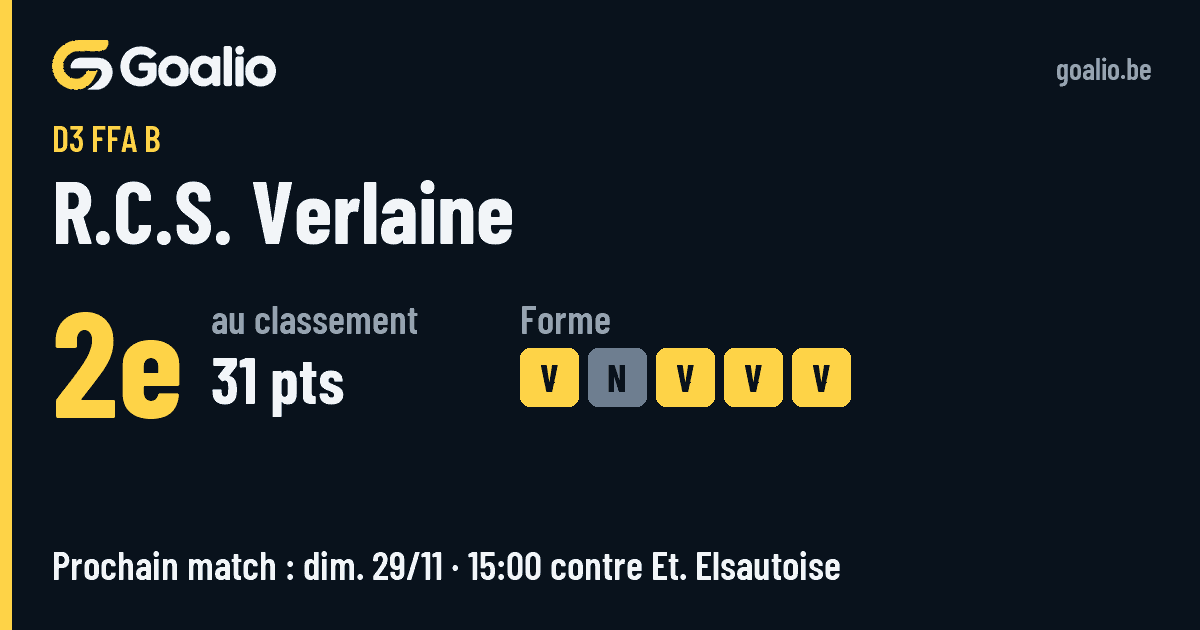 Goalio
goalio.be
D3 FFA B
R.C.S. Verlaine
2e
au classement
31 pts
Forme
V N V V V
Prochain match : dim. 29/11 · 15:00 contre Et. Elsautoise